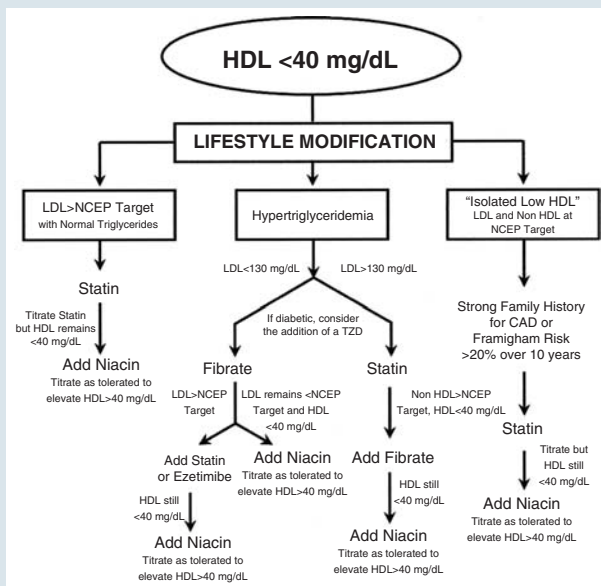 HDL <40 mg/dL
LIFESTYLE MODIFICATION
LDL>NCEP Target
with Normal Triglycerides
Statin
Titrate Statin
but HDL remains
<40 mg/dL
Add Niacin
Titrate as tolerated to
elevate HDL>40 mg/dL
Hypertriglyceridemia
LDL<130 mg/dL
LDL>130 mg/dL
If diabetic, consider
the addition of a TZD
Fibrate
LDL>NCEP
Target
LDL remains <NCEP
Target and HDL
<40 mg/dL
Add Statin
or Ezetimibe
HDL still
<40 mg/dL
Add Niacin
Titrate as tolerated to
elevate HDL>40 mg/dL
Add Niacin
Titrate as tolerated to
elevate HDL>40 mg/dL
Statin
Non HDL>NCEP
Target, HDL<40 mg/dL
Add Fibrate
HDL still
<40 mg/dL
Add Niacin
Titrate as tolerated to
elevate HDL>40 mg/dL
“Isolated Low HDL”
LDL and Non HDL at
NCEP Target
Strong Family History
for CAD or
Framigham Risk
>20% over 10 years
Statin
Titrate but
HDL still
<40 mg/dL
Add Niacin
Titrate as tolerated to
elevate HDL>40 mg/dL